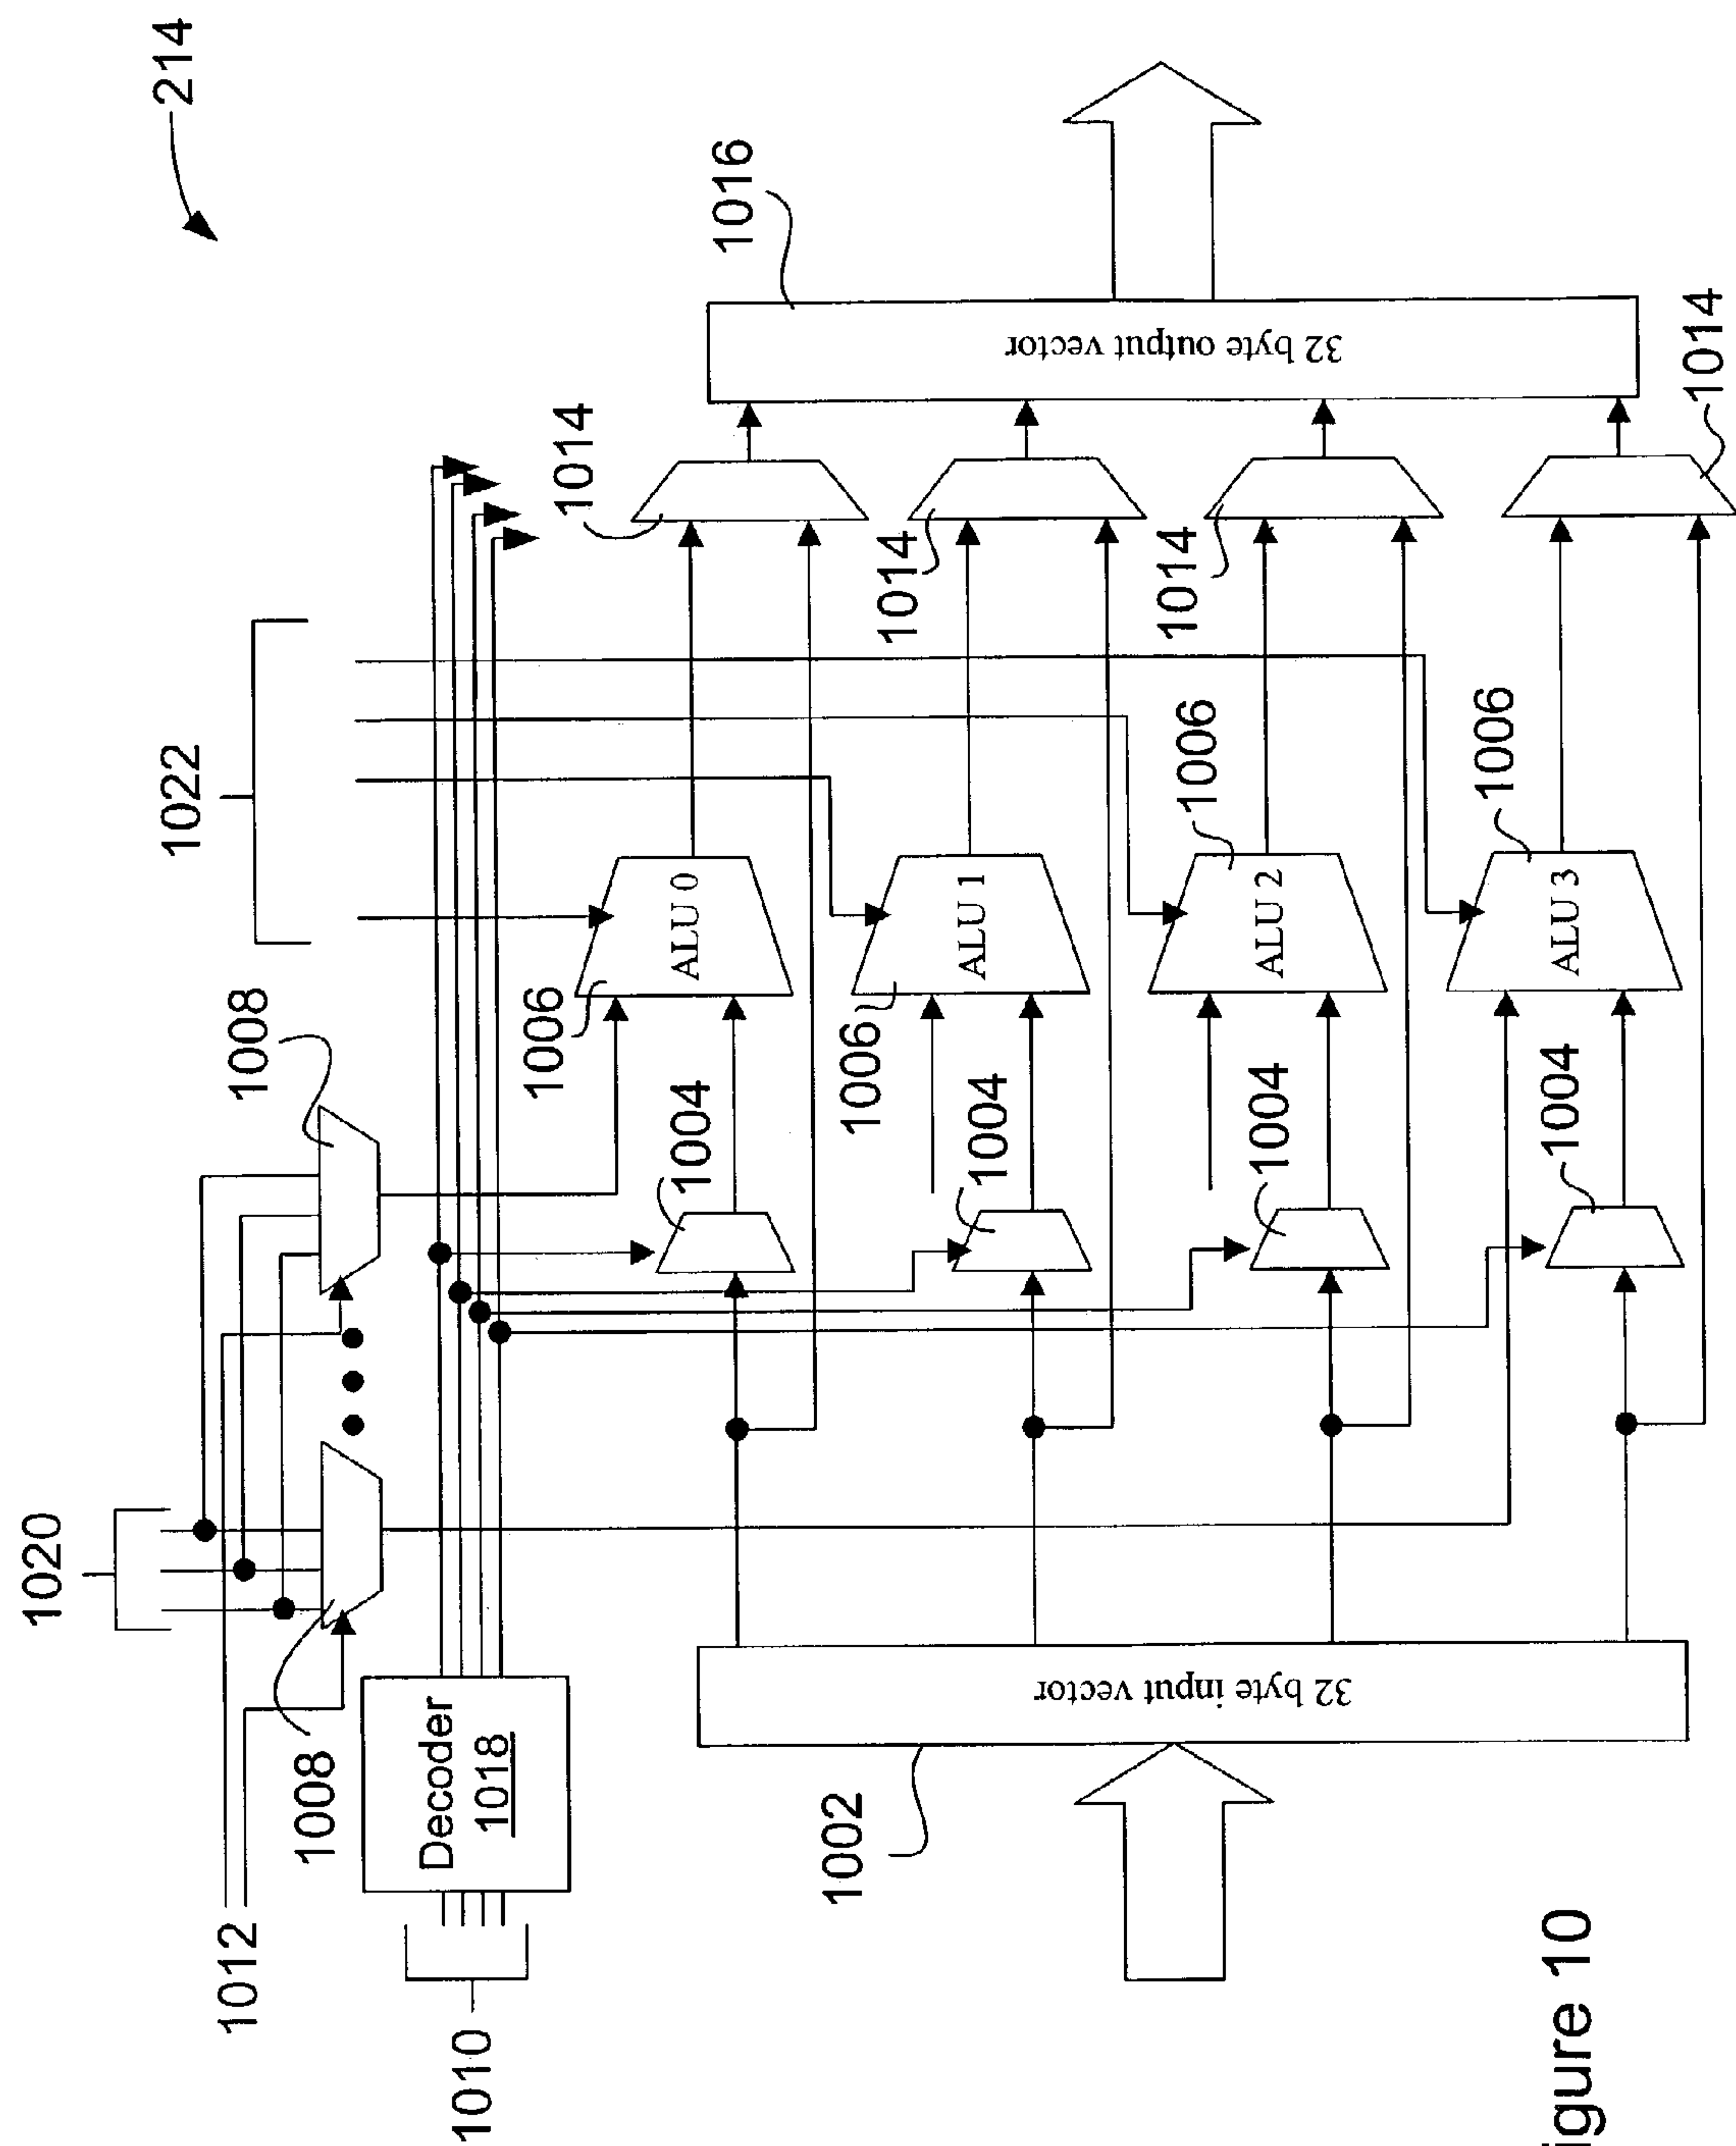 214
1020
1022
1012
1008
1008
1010
Decoder
1018
1006
1014
1016
1004
ALU 0
1006
1014
1004
ALU 1
1002
32 byte input vector
32 byte output vector
1004
1006
ALU 2
1014
1004
1006
ALU 3
1014
igure 10